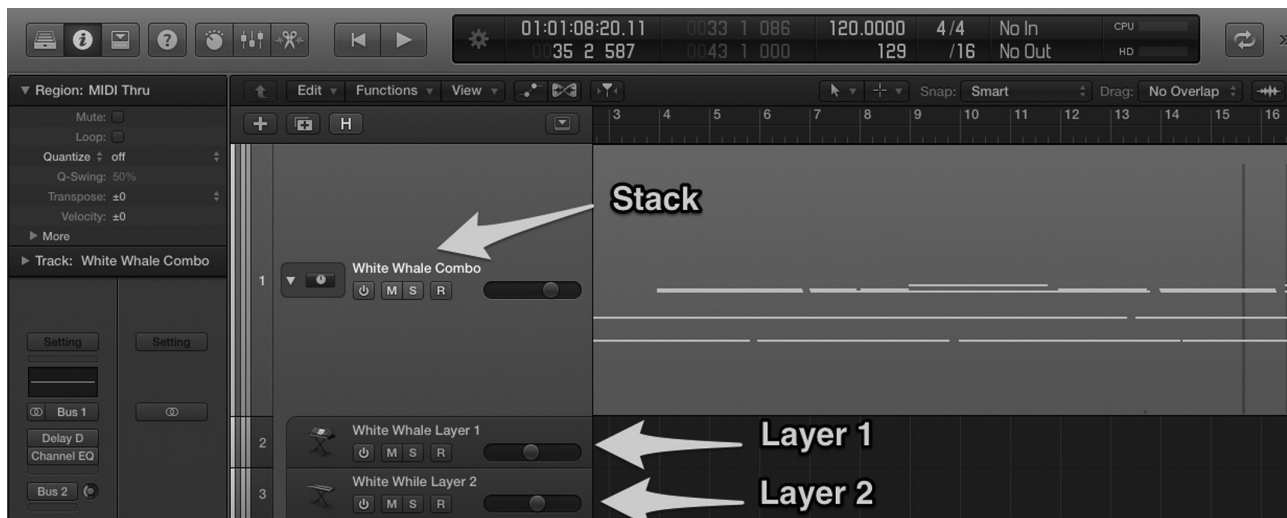 01:01:08:20.11 0033 1 086 120.0000 4/4 No In CPU
0035 2 587 0043 1 000 129 /16 No Out HD
Region: MIDI Thru
Edit Functions View Snap: Smart Drag: No Overlap
Mute:
Loop:
Quantize off
Q-Swing: 50%
Transpose: ±0
Velocity: ±0
More
Track: White Whale Combo
H
3 4 5 6 7 8 9 10 11 12 13 14 15 16
Stack
1
White Whale Combo
M S R
Setting Setting
Bus 1
Delay D
Channel EQ
Bus 2
2
White Whale Layer 1
M S R
Layer 1
3
White While Layer 2
M S R
Layer 2